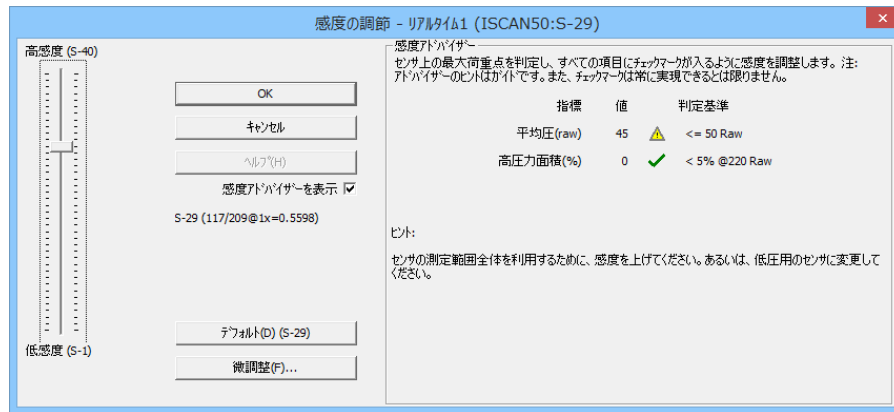 感度の調節 - リアルタイム1 (ISCAN50:S-29)
高感度 (S-40)
OK
キャンセル
ヘルプ(H)
感度アドバイザーを表示
S-29 (117/209@1x=0.5598)
デフォルト(D) (S-29)
微調整(F)...
低感度 (S-1)
感度アドバイザー
センサ上の最大荷重点を判定し、すべての項目にチェックマークが入るように感度を調整します。注:
アドバイザーのヒントはガイドです。また、チェックマークは常に実現できるとは限りません。
指標 値 判定基準
平均圧(raw) 45 <= 50 Raw
高圧力面積(%) 0 < 5% @220 Raw
ヒント:
センサの測定範囲全体を利用するために、感度を上げてください。あるいは、低圧用のセンサに変更して
ください。